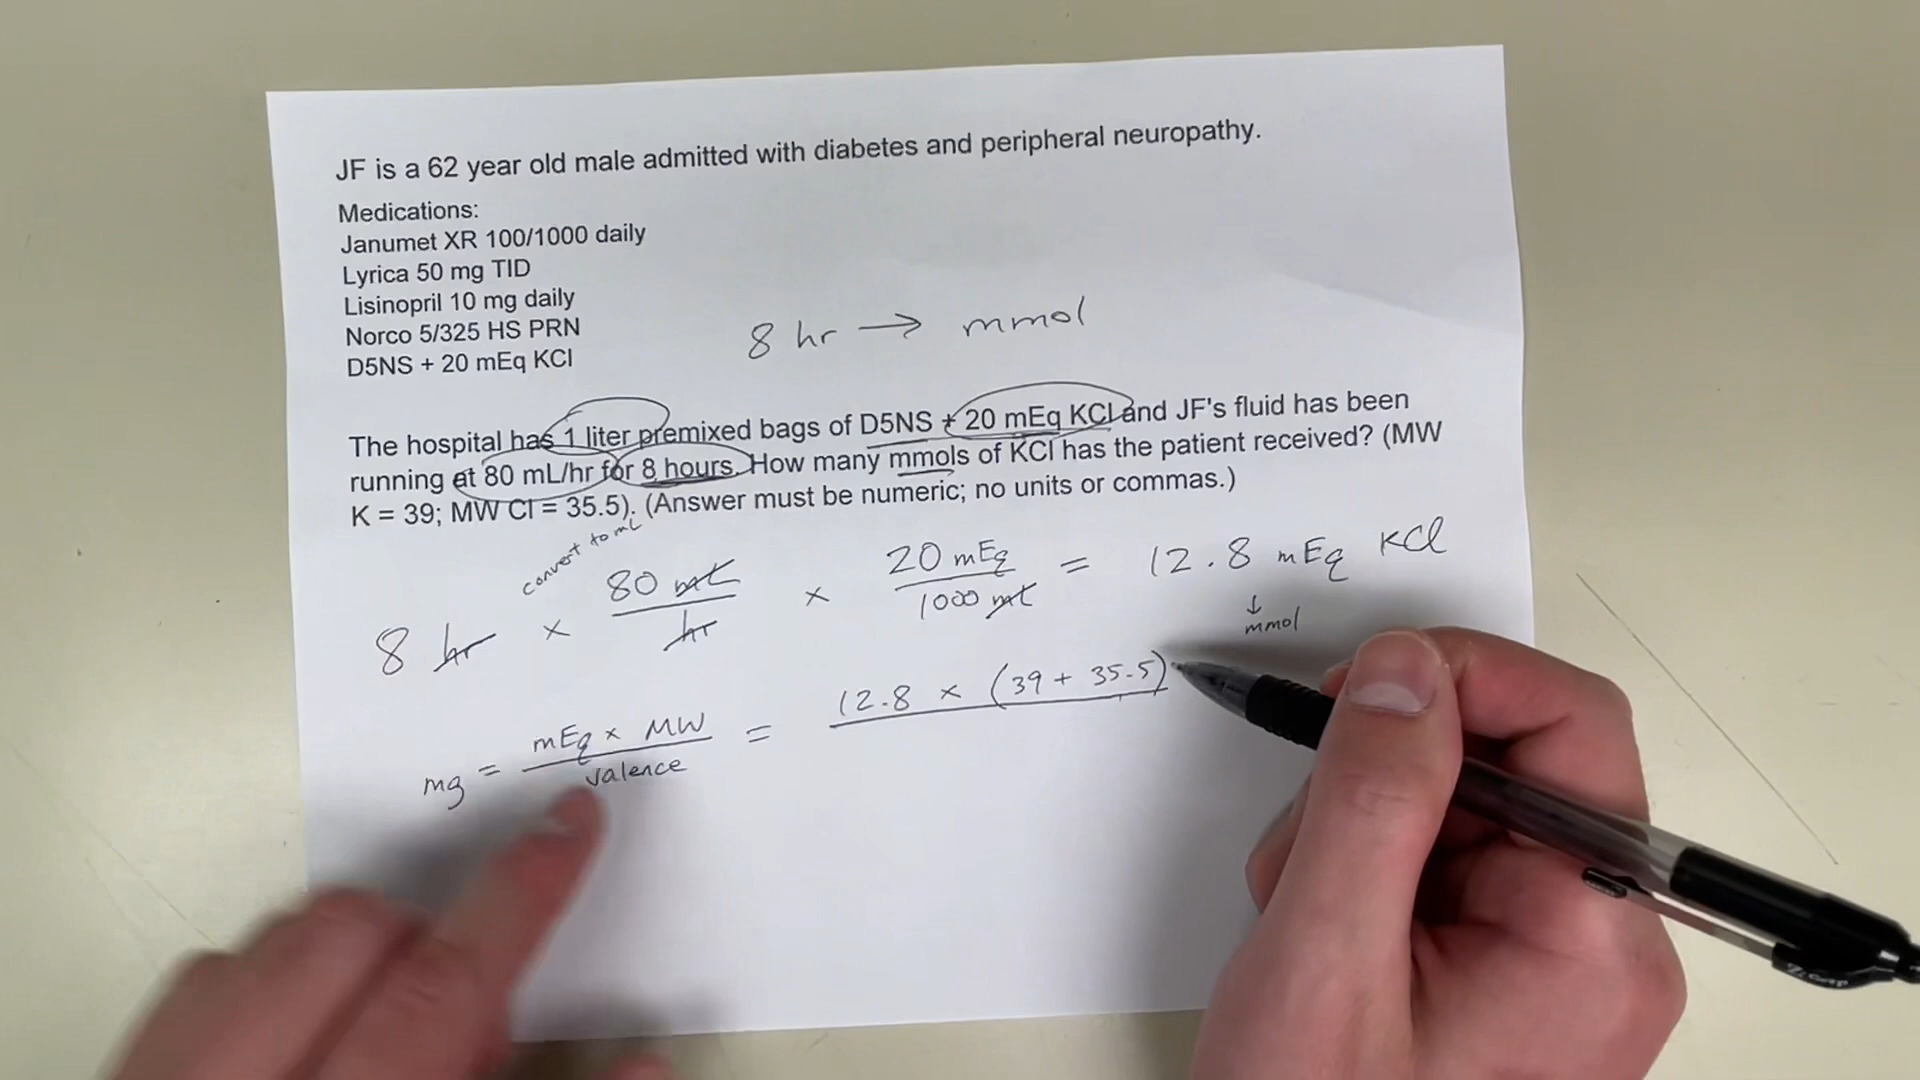 JF is a 62 year old male admitted with diabetes and peripheral neuropathy.
Medications:
Janumet XR 100/1000 daily
Lyrica 50 mg TID
Lisinopril 10 mg daily
Norco 5/325 HS PRN
D5NS + 20 mEq KCl
8 hr → mmol
The hospital has 1 liter premixed bags of D5NS + 20 mEq KCl and JF's fluid has been
running at 80 mL/hr for 8 hours. How many mmols of KCl has the patient received? (MW
K = 39; MW Cl = 35.5). (Answer must be numeric; no units or commas.)
convert to mL
8 hr × 80 mL/hr × 20 mEq/1000 mL = 12.8 mEq KCl
↓
mmol
mg = mEq × MW/valence = 12.8 × (39 + 35.5)